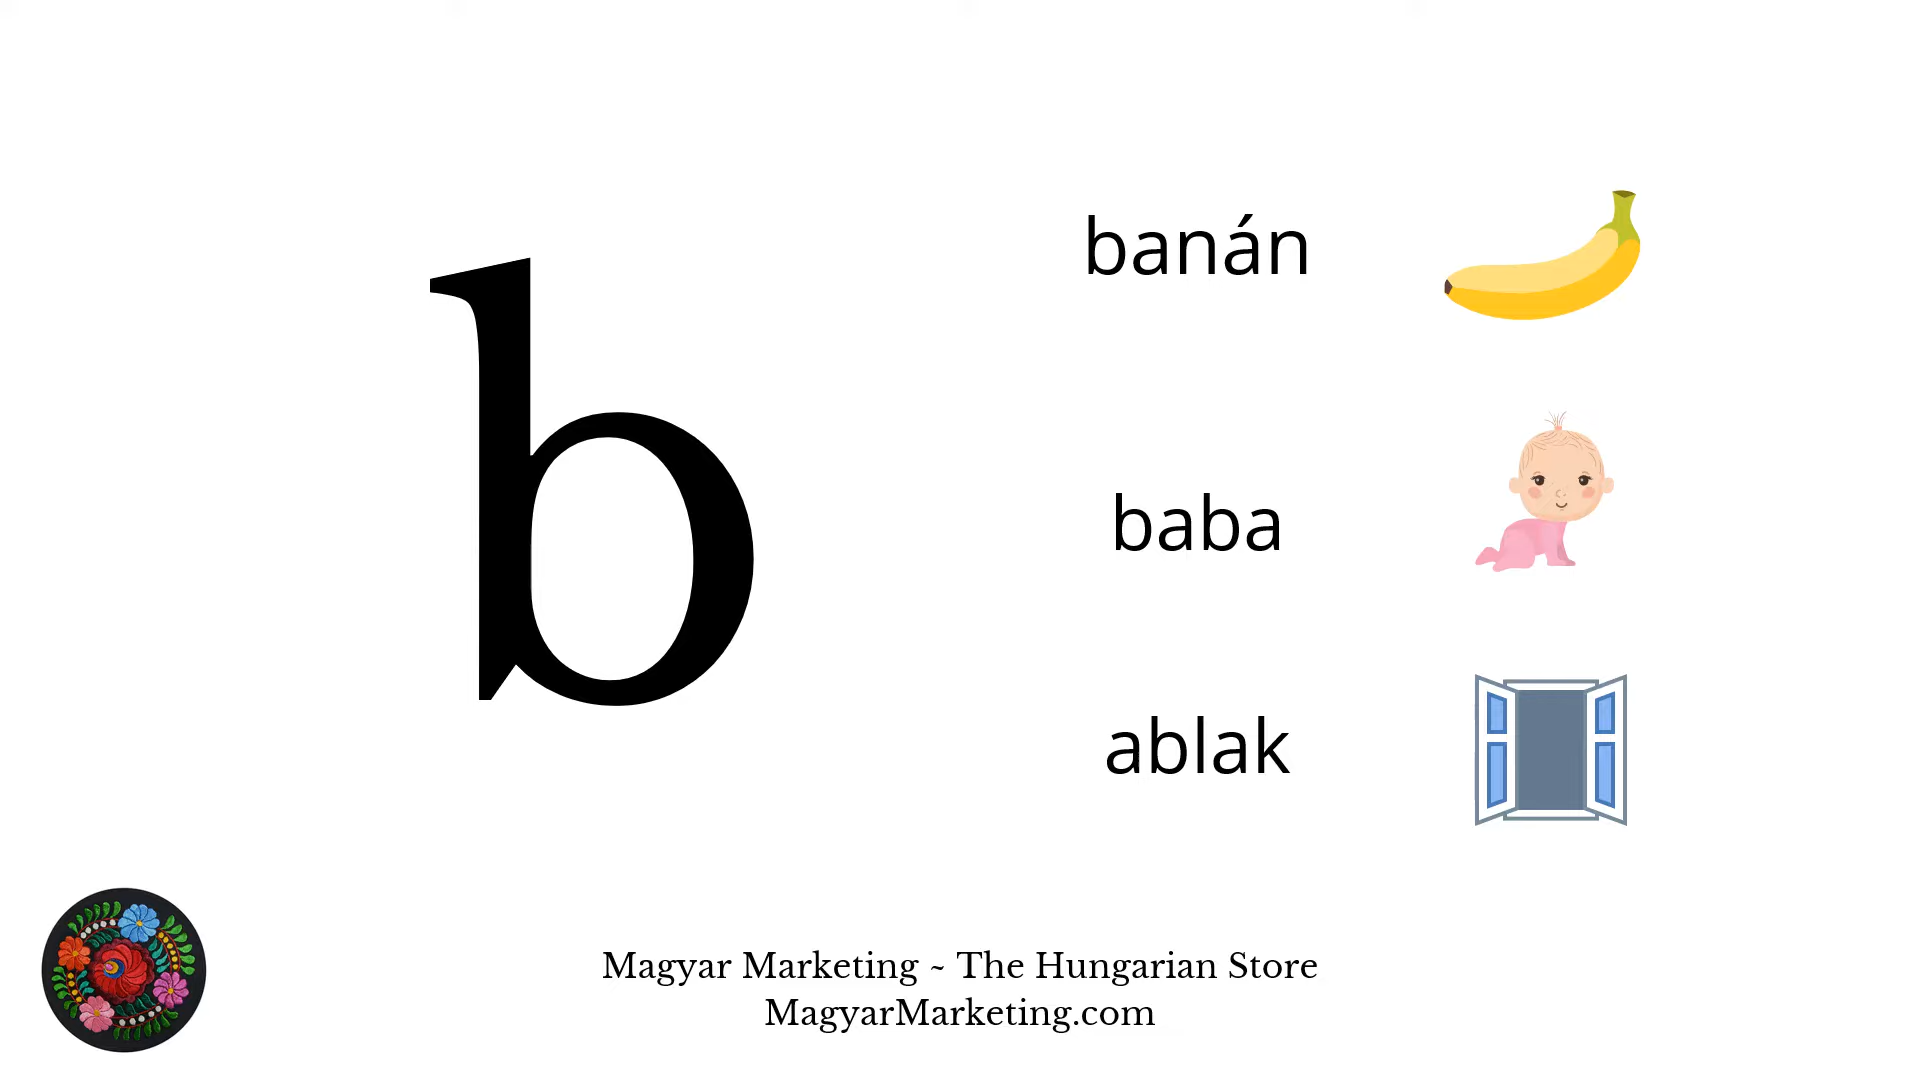 b
banán
baba
ablak
Magyar Marketing ~ The Hungarian Store
MagyarMarketing.com